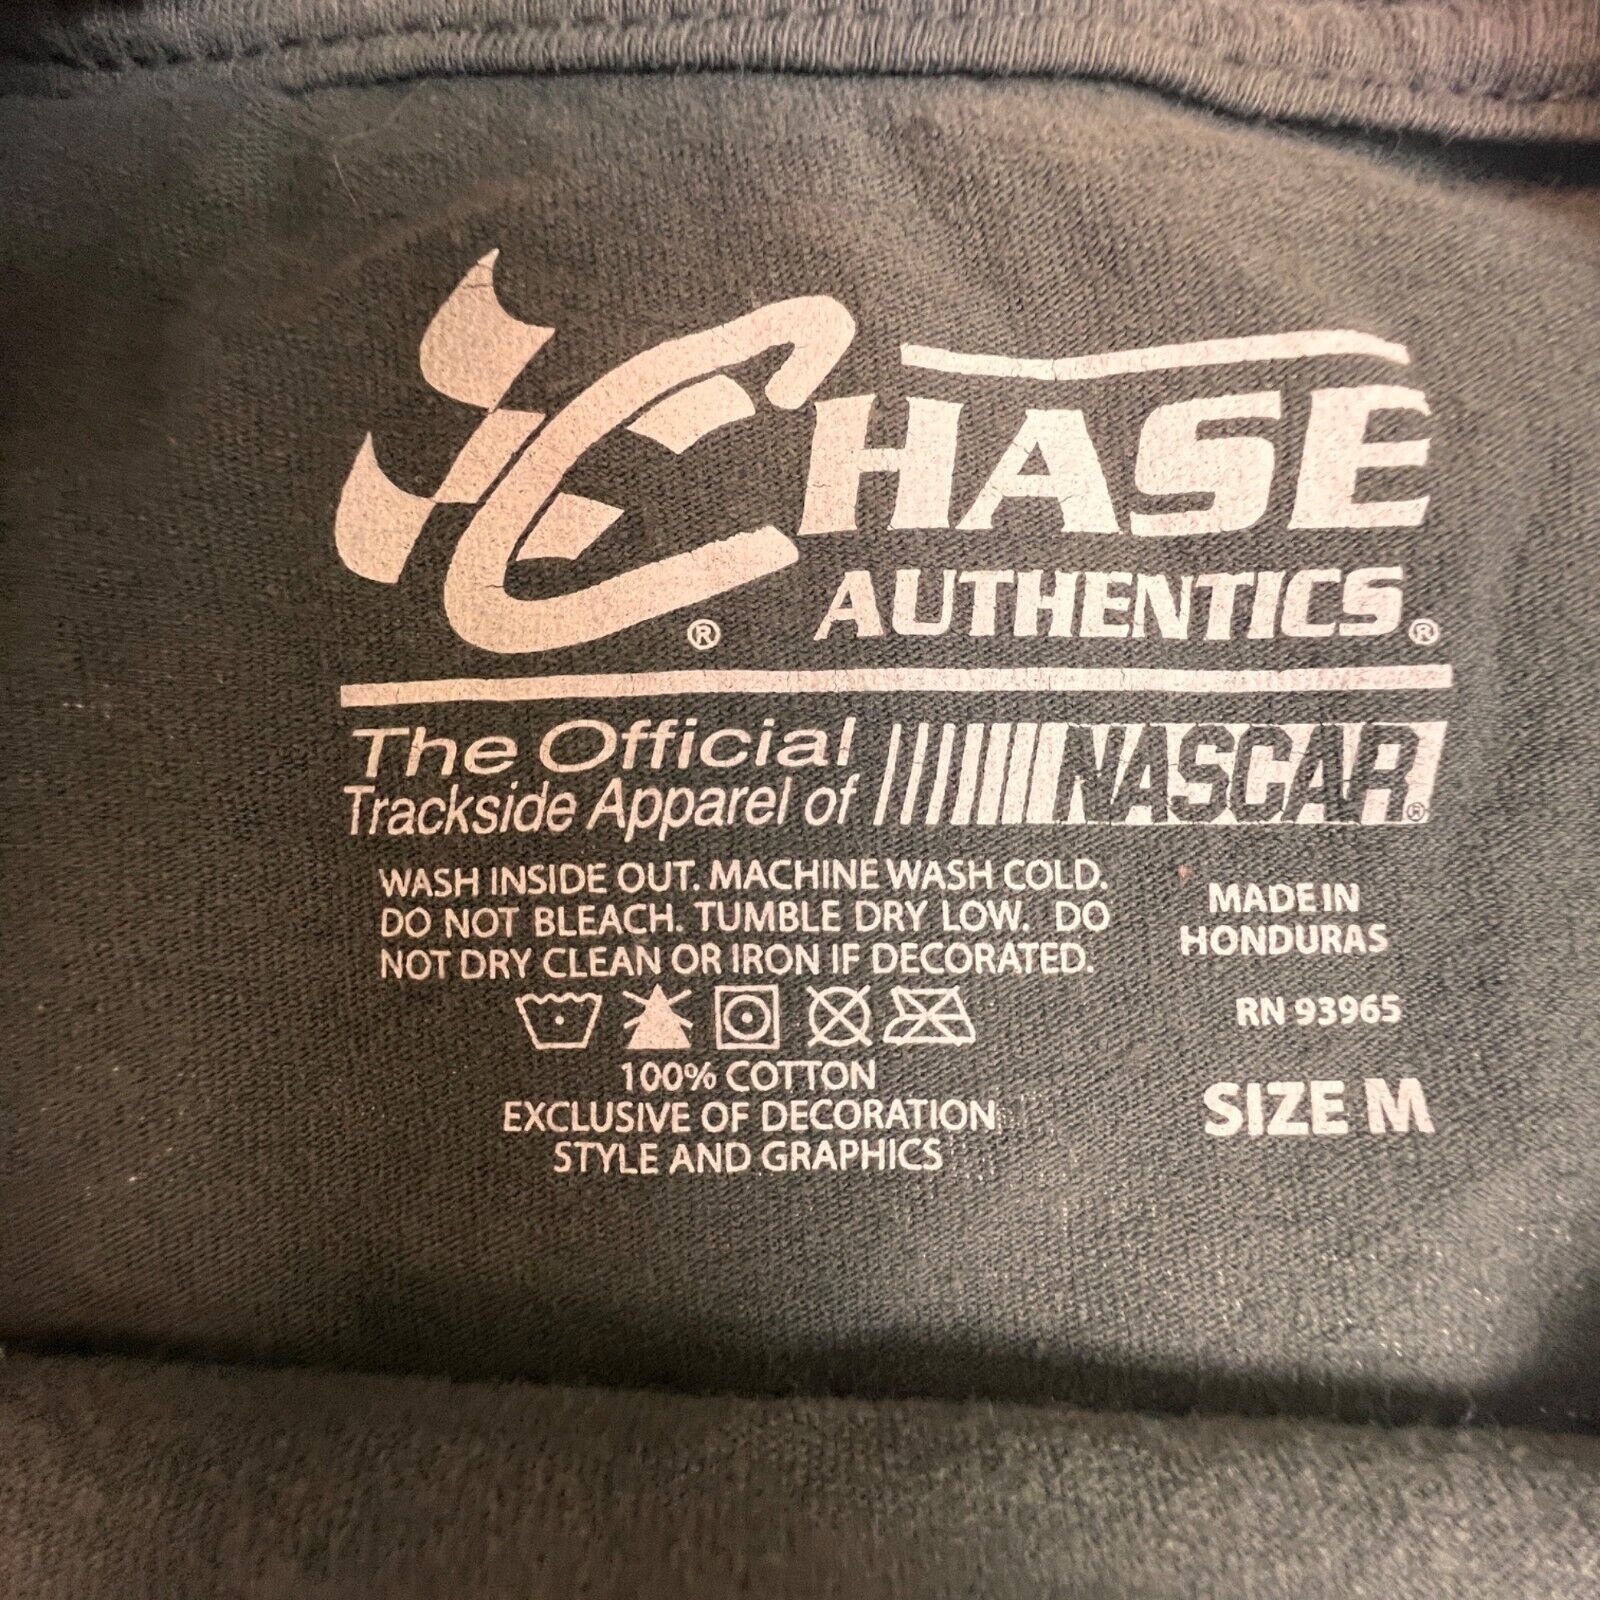 CHASE
AUTHENTICS®
®
The Official
Trackside Apparel of NASCAR®
WASH INSIDE OUT. MACHINE WASH COLD.
DO NOT BLEACH. TUMBLE DRY LOW. DO
NOT DRY CLEAN OR IRON IF DECORATED.
100% COTTON
EXCLUSIVE OF DECORATION
STYLE AND GRAPHICS
MADE IN
HONDURAS
RN 93965
SIZE M